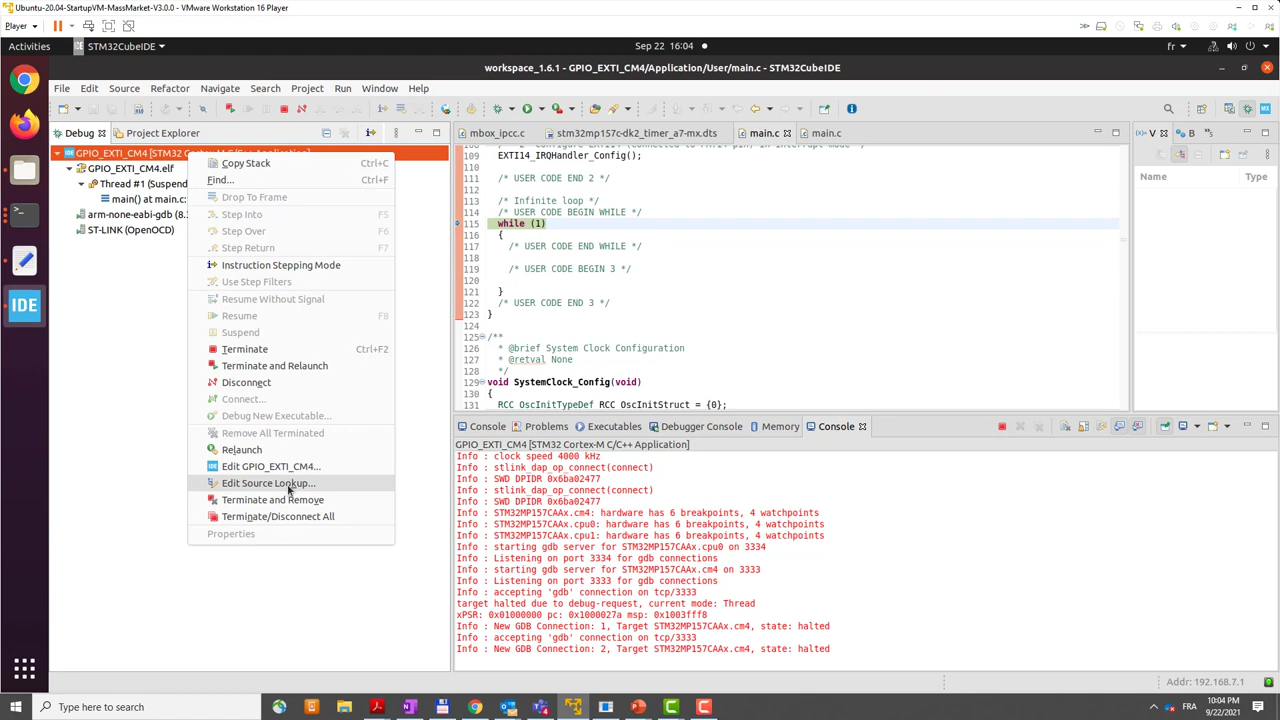 Ubuntu-20.04-StartupVM-MassMarket-V3.0.0 - VMware Workstation 16 Player
Player
Activities
STM32CubeIDE
Sep 22 16:04
fr
workspace_1.6.1 - GPIO_EXTI_CM4/Application/User/main.c - STM32CubeIDE
File Edit Source Refactor Navigate Search Project Run Window Help
Debug
Project Explorer
mbox_ipcc.c
stm32mp157c-dk2_timer_a7-mx.dts
main.c
main.c
V
B
GPIO_EXTI_CM4 [STM32 Cortex-M C/C++ Application]
GPIO_EXTI_CM4.elf
Thread #1 (Suspend
main() at main.c:
arm-none-eabi-gdb (8.
ST-LINK (OpenOCD)
Copy Stack Ctrl+C
Find... Ctrl+F
Drop To Frame
Step Into F5
Step Over F6
Step Return F7
Instruction Stepping Mode
Use Step Filters
Resume Without Signal
Resume F8
Suspend
Terminate Ctrl+F2
Terminate and Relaunch
Disconnect
Connect...
Debug New Executable...
Remove All Terminated
Relaunch
Edit GPIO_EXTI_CM4...
Edit Source Lookup...
Terminate and Remove
Terminate/Disconnect All
Properties
109 EXTI14_IRQHandler_Config();
110
111 /* USER CODE END 2 */
112
113 /* Infinite loop */
114 /* USER CODE BEGIN WHILE */
115 while (1)
116 {
117 /* USER CODE END WHILE */
118
119 /* USER CODE BEGIN 3 */
120
121 }
122 /* USER CODE END 3 */
123 }
124
125 /**
126 * @brief System Clock Configuration
127 * @retval None
128 */
129 void SystemClock_Config(void)
130 {
131 RCC_OscInitTypeDef RCC_OscInitStruct = {0};
Name
Type
Console
Problems
Executables
Debugger Console
Memory
Console
GPIO_EXTI_CM4 [STM32 Cortex-M C/C++ Application]
Info : clock speed 4000 kHz
Info : stlink_dap_op_connect(connect)
Info : SWD DPIDR 0x6ba02477
Info : stlink_dap_op_connect(connect)
Info : SWD DPIDR 0x6ba02477
Info : STM32MP157CAAx.cm4: hardware has 6 breakpoints, 4 watchpoints
Info : STM32MP157CAAx.cpu0: hardware has 6 breakpoints, 4 watchpoints
Info : STM32MP157CAAx.cpu1: hardware has 6 breakpoints, 4 watchpoints
Info : starting gdb server for STM32MP157CAAx.cpu0 on 3334
Info : Listening on port 3334 for gdb connections
Info : starting gdb server for STM32MP157CAAx.cm4 on 3333
Info : Listening on port 3333 for gdb connections
Info : accepting 'gdb' connection on tcp/3333
target halted due to debug-request, current mode: Thread
xPSR: 0x01000000 pc: 0x1000027a msp: 0x1003fff8
Info : New GDB Connection: 1, Target STM32MP157CAAx.cm4, state: halted
Info : accepting 'gdb' connection on tcp/3333
Info : New GDB Connection: 2, Target STM32MP157CAAx.cm4, state: halted
Addr: 192.168.7.1
Type here to search
FRA
10:04 PM
9/22/2021